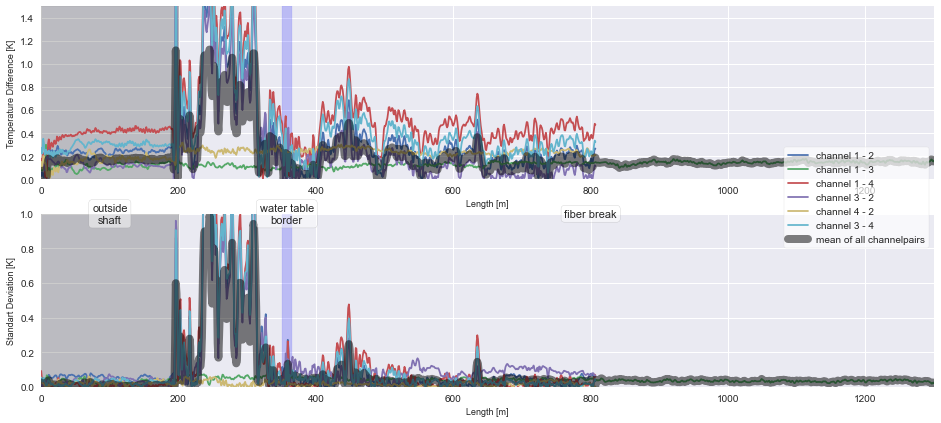 1.4
1.2
1.0
0.8
0.6
0.4
0.2
0.0
Temperature Difference [K]
0
200
400
600
800
1000
1200
Length [m]
outside
shaft
water table
border
fiber break
channel 1 - 2
channel 1 - 3
channel 1 - 4
channel 3 - 2
channel 4 - 2
channel 3 - 4
mean of all channelpairs
1.0
0.8
0.6
0.4
0.2
0.0
Standart Deviation [K]
0
200
400
600
800
1000
1200
Length [m]